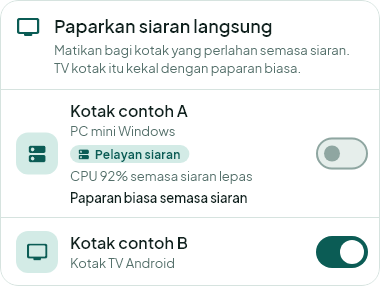 Paparkan siaran langsung
Matikan bagi kotak yang perlahan semasa siaran.
TV kotak itu kekal dengan paparan biasa.
Kotak contoh A
PC mini Windows
Pelayan siaran
CPU 92% semasa siaran lepas
Paparan biasa semasa siaran
Kotak contoh B
Kotak TV Android